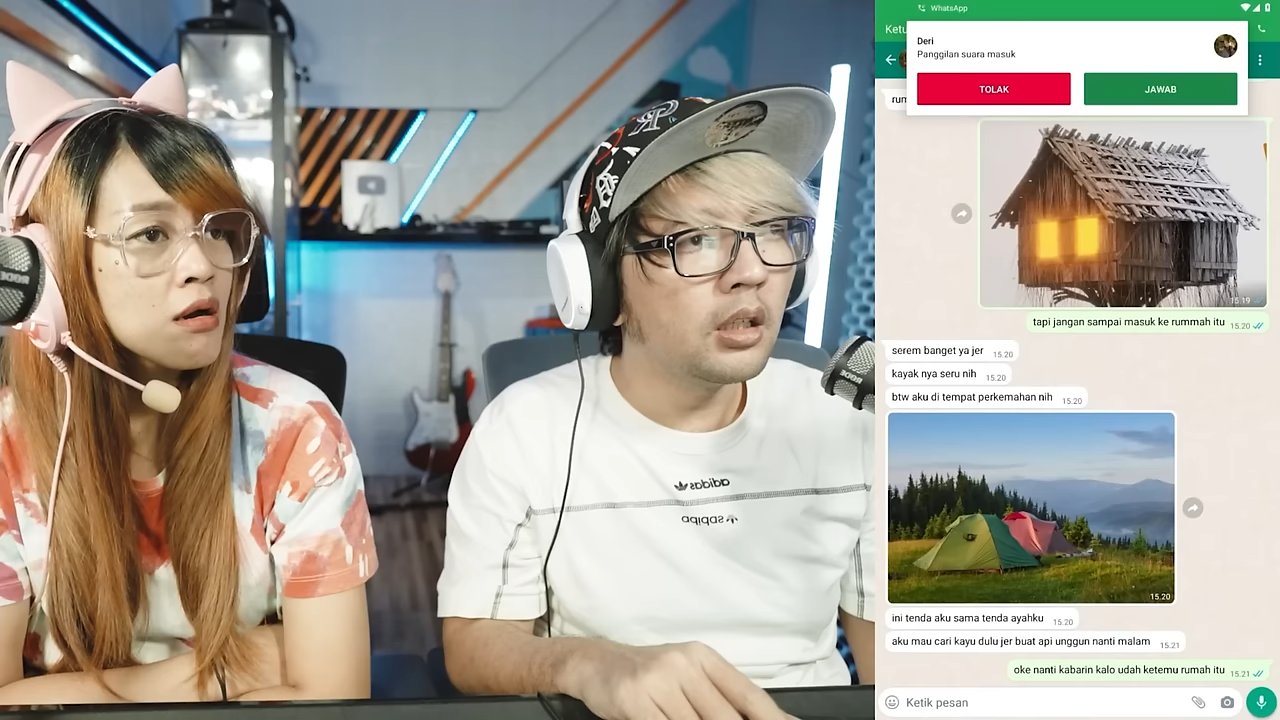 WhatsApp
Ketu
Deri
Panggilan suara masuk
TOLAK
JAWAB
15.19
tapi jangan sampai masuk ke rummah itu 15.20
serem banget ya jer 15.20
kayak nya seru nih 15.20
btw aku di tempat perkemahan nih 15.20
15.20
ini tenda aku sama tenda ayahku 15.20
aku mau cari kayu dulu jer buat api unggun nanti malam 15.21
oke nanti kabarin kalo udah ketemu rumah itu 15.21
Ketik pesan
adidas
adidas
RODE
RODE